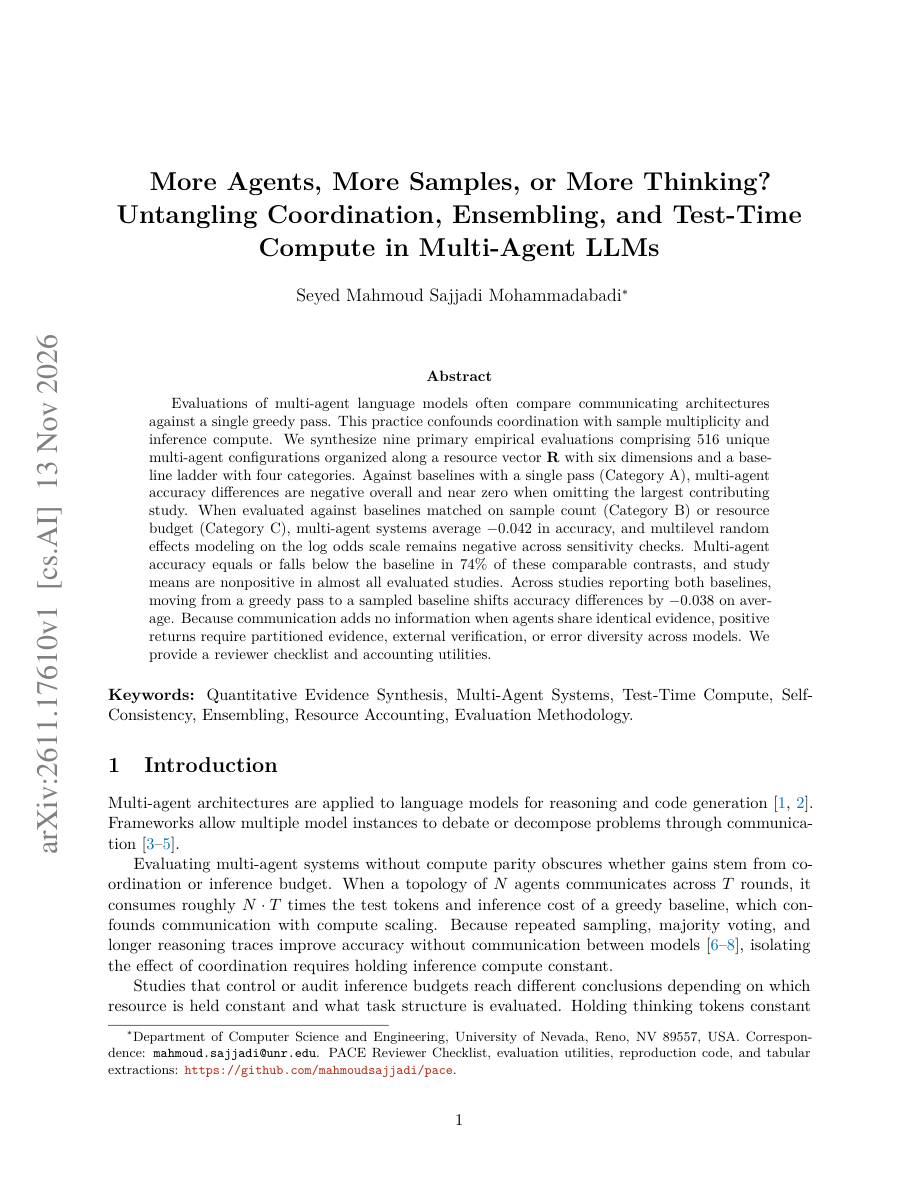 More Agents, More Samples, or More Thinking?
Untangling Coordination, Ensembling, and Test-Time
Compute in Multi-Agent LLMs
Seyed Mahmoud Sajjadi Mohammadabadi*
arXiv:2611.17610v1 [cs.AI] 13 Nov 2026
Abstract
Evaluations of multi-agent language models often compare communicating architectures
against a single greedy pass. This practice confounds coordination with sample multiplicity and
inference compute. We synthesize nine primary empirical evaluations comprising 516 unique
multi-agent configurations organized along a resource vector R with six dimensions and a base-
line ladder with four categories. Against baselines with a single pass (Category A), multi-agent
accuracy differences are negative overall and near zero when omitting the largest contributing
study. When evaluated against baselines matched on sample count (Category B) or resource
budget (Category C), multi-agent systems average −0.042 in accuracy, and multilevel random
effects modeling on the log odds scale remains negative across sensitivity checks. Multi-agent
accuracy equals or falls below the baseline in 74% of these comparable contrasts, and study
means are nonpositive in almost all evaluated studies. Across studies reporting both baselines,
moving from a greedy pass to a sampled baseline shifts accuracy differences by −0.038 on aver-
age. Because communication adds no information when agents share identical evidence, positive
returns require partitioned evidence, external verification, or error diversity across models. We
provide a reviewer checklist and accounting utilities.
Keywords: Quantitative Evidence Synthesis, Multi-Agent Systems, Test-Time Compute, Self-
Consistency, Ensembling, Resource Accounting, Evaluation Methodology.
1 Introduction
Multi-agent architectures are applied to language models for reasoning and code generation [1, 2].
Frameworks allow multiple model instances to debate or decompose problems through communica-
tion [3–5].
Evaluating multi-agent systems without compute parity obscures whether gains stem from co-
ordination or inference budget. When a topology of N agents communicates across T rounds, it
consumes roughly N · T times the test tokens and inference cost of a greedy baseline, which con-
founds communication with compute scaling. Because repeated sampling, majority voting, and
longer reasoning traces improve accuracy without communication between models [6–8], isolating
the effect of coordination requires holding inference compute constant.
Studies that control or audit inference budgets reach different conclusions depending on which
resource is held constant and what task structure is evaluated. Holding thinking tokens constant
*Department of Computer Science and Engineering, University of Nevada, Reno, NV 89557, USA. Correspon-
dence: mahmoud.sajjadi@unr.edu. PACE Reviewer Checklist, evaluation utilities, reproduction code, and tabular
extractions: https://github.com/mahmoudsajjadi/pace.
1